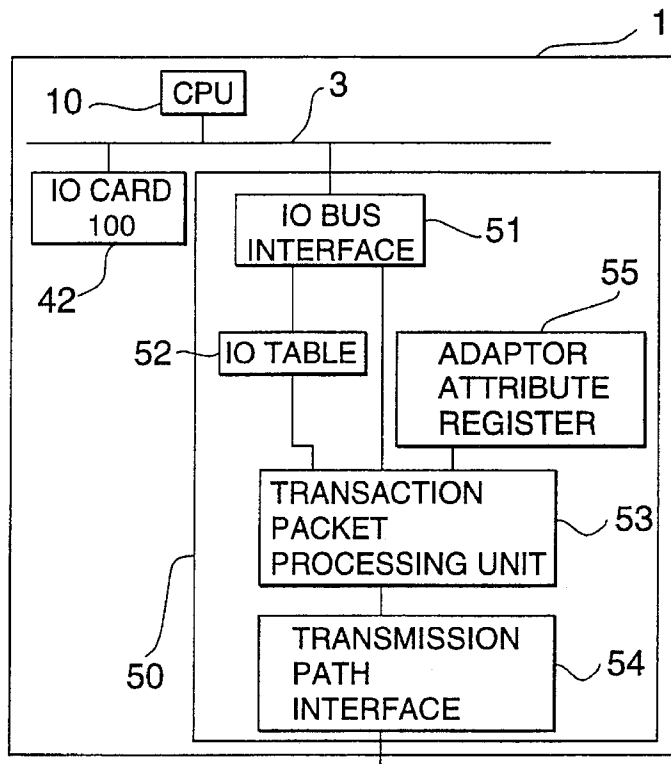 1
10
CPU
3
IO CARD
100
42
IO BUS
INTERFACE
51
55
52
IO TABLE
ADAPTOR
ATTRIBUTE
REGISTER
TRANSACTION
PACKET
PROCESSING UNIT
53
50
TRANSMISSION
PATH
INTERFACE
54